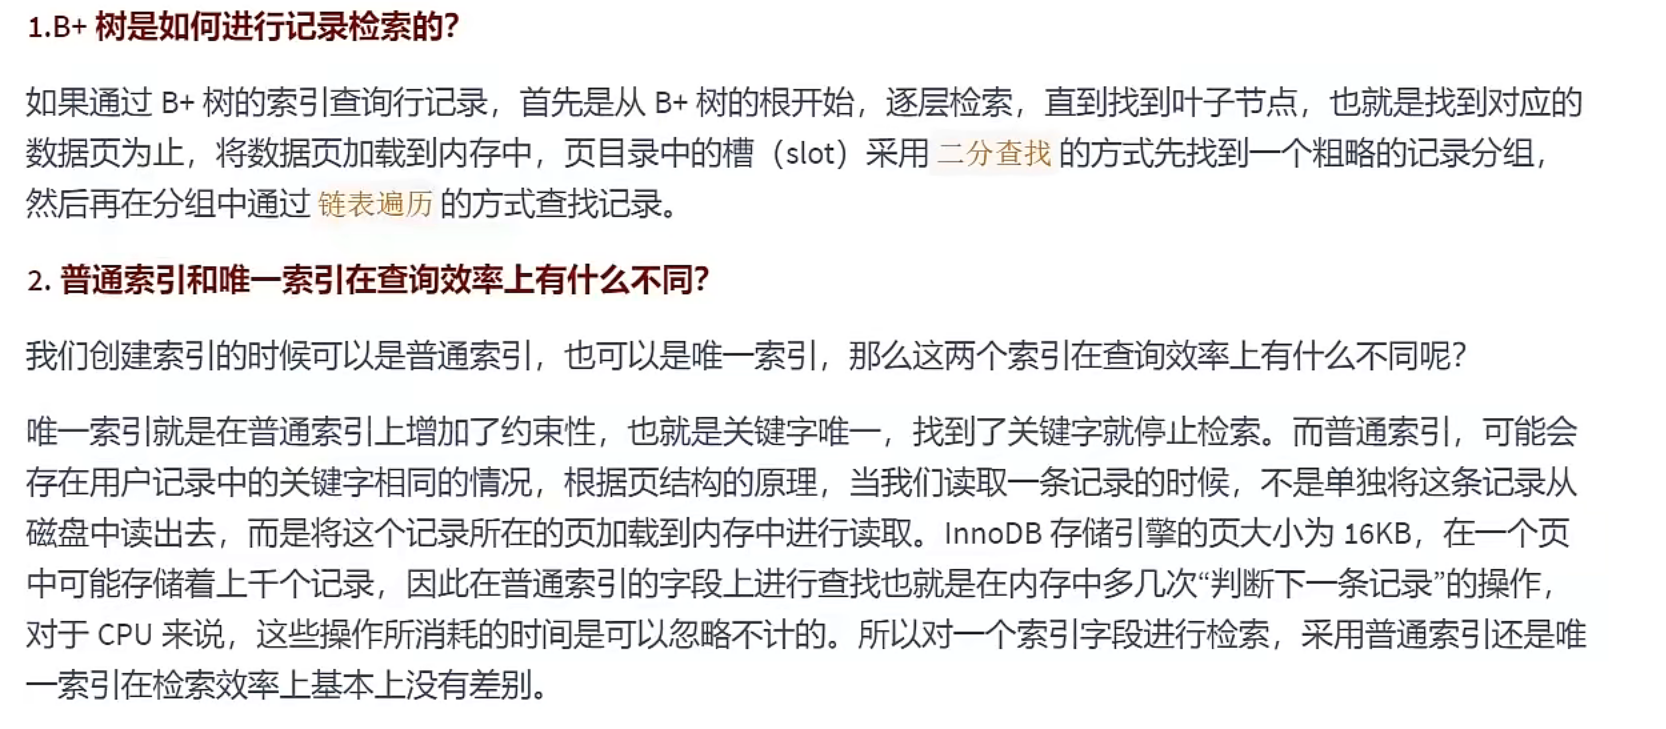 1.B+ 树是如何进行记录检索的？
如果通过 B+ 树的索引查询行记录，首先是从 B+ 树的根开始，逐层检索，直到找到叶子节点，也就是找到对应的
数据页为止，将数据页加载到内存中，页目录中的槽（slot）采用 二分查找 的方式先找到一个粗略的记录分组，
然后再在分组中通过 链表遍历 的方式查找记录。
2. 普通索引和唯一索引在查询效率上有什么不同？
我们创建索引的时候可以是普通索引，也可以是唯一索引，那么这两个索引在查询效率上有什么不同呢？
唯一索引就是在普通索引上增加了约束性，也就是关键字唯一，找到了关键字就停止检索。而普通索引，可能会
存在用户记录中的关键字相同的情况，根据页结构的原理，当我们读取一条记录的时候，不是单独将这条记录从
磁盘中读出去，而是将这个记录所在的页加载到内存中进行读取。InnoDB 存储引擎的页大小为 16KB，在一个页
中可能存储着上千个记录，因此在普通索引的字段上进行查找也就是在内存中多几次“判断下一条记录”的操作，
对于 CPU 来说，这些操作所消耗的时间是可以忽略不计的。所以对一个索引字段进行检索，采用普通索引还是唯
一索引在检索效率上基本上没有差别。